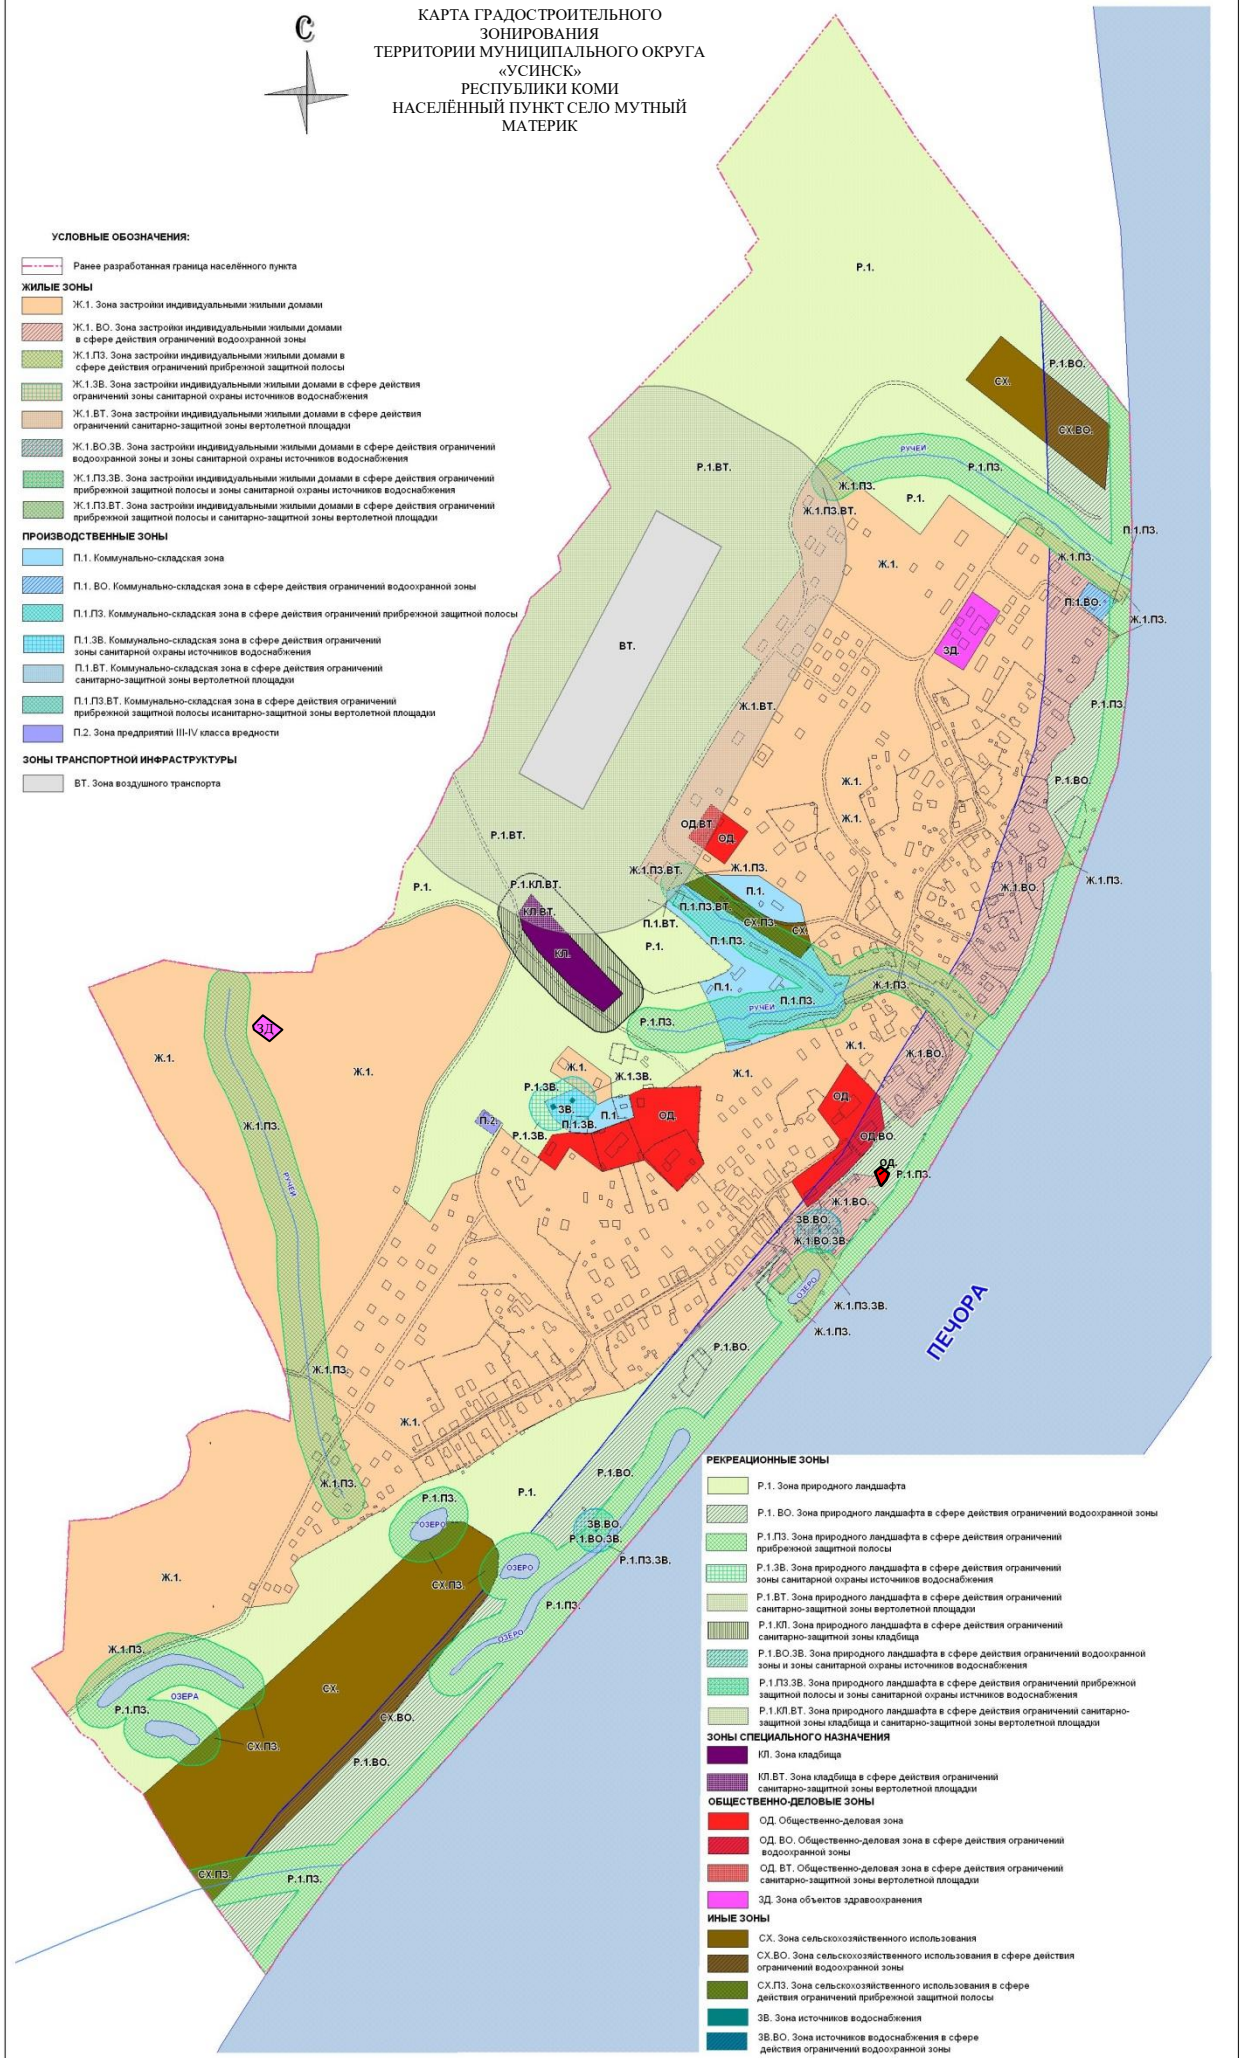 С
КАРТА ГРАДОСТРОИТЕЛЬНОГО
ЗОНИРОВАНИЯ
ТЕРРИТОРИИ МУНИЦИПАЛЬНОГО ОКРУГА
«УСИНСК»
РЕСПУБЛИКИ КОМИ
НАСЕЛЁННЫЙ ПУНКТ СЕЛО МУТНЫЙ
МАТЕРИК
УСЛОВНЫЕ ОБОЗНАЧЕНИЯ:
Ранее разработанная граница населённого пункта
ЖИЛЫЕ ЗОНЫ
Ж.1. Зона застройки индивидуальными жилыми домами
Ж.1. ВО. Зона застройки индивидуальными жилыми домами
в сфере действия ограничений водоохранной зоны
Ж.1.ПЗ. Зона застройки индивидуальными жилыми домами в
сфере действия ограничений прибрежной защитной полосы
Ж.1.ЗВ. Зона застройки индивидуальными жилыми домами в сфере действия
ограничений зоны санитарной охраны источников водоснабжения
Ж.1.ВТ. Зона застройки индивидуальными жилыми домами в сфере действия
ограничений санитарно-защитной зоны вертолетной площадки
Ж.1.ВО.ЗВ. Зона застройки индивидуальными жилыми домами в сфере действия ограничений
водоохранной зоны и зоны санитарной охраны источников водоснабжения
Ж.1.ПЗ.ЗВ. Зона застройки индивидуальными жилыми домами в сфере действия ограничений
прибрежной защитной полосы и зоны санитарной охраны источников водоснабжения
Ж.1.ПЗ.ВТ. Зона застройки индивидуальными жилыми домами в сфере действия ограничений
прибрежной защитной полосы и санитарно-защитной зоны вертолетной площадки
ПРОИЗВОДСТВЕННЫЕ ЗОНЫ
П.1. Коммунально-складская зона
П.1. ВО. Коммунально-складская зона в сфере действия ограничений водоохранной зоны
П.1.ПЗ. Коммунально-складская зона в сфере действия ограничений прибрежной защитной полосы
П.1.ЗВ. Коммунально-складская зона в сфере действия ограничений
зоны санитарной охраны источников водоснабжения
П.1.ВТ. Коммунально-складская зона в сфере действия ограничений
санитарно-защитной зоны вертолетной площадки
П.1.ПЗ.ВТ. Коммунально-складская зона в сфере действия ограничений
прибрежной защитной полосы исанитарно-защитной зоны вертолетной площадки
П.2. Зона предприятий III-IV класса вредности
ЗОНЫ ТРАНСПОРТНОЙ ИНФРАСТРУКТУРЫ
ВТ. Зона воздушного транспорта
Р.1.
Р.1.ВО.
СХ.
СХ.ВО.
Р.1.ВТ.
РУЧЕЙ
Р.1.ПЗ.
Ж.1.ПЗ.
Р.1.
Ж.1.ПЗ.ВТ.
П.1.ПЗ.
Ж.1.ПЗ.
Ж.1.
П.1.ВО.
Ж.1.ПЗ.
ВТ.
ЗД.
Ж.1.ВТ.
Р.1.ПЗ.
Ж.1.
Р.1.ВО.
Ж.1.
ОД.ВТ.
ОД.
Р.1.ВТ.
Ж.1.ПЗ.ВТ.
Ж.1.ПЗ.
Ж.1.ПЗ.
Р.1.
Р.1.КЛ.ВТ.
П.1.
Ж.1.ВО.
КЛ.ВТ.
П.1.ПЗ.ВТ.
П.1.ВТ.
СХ.ПЗ.
СХ.
П.1.ПЗ.
Р.1.
КЛ.
П.1.
Ж.1.ПЗ.
П.1.ПЗ.
РУЧЕЙ
Р.1.ПЗ.
ЗД
Ж.1.
Ж.1.
Ж.1.
Ж.1.ВО.
Ж.1.
Ж.1.ЗВ.
Ж.1.
Р.1.ЗВ.
ЗВ.
П.1.
ОД.
ОД.
П.2.
П.1.ЗВ.
Ж.1.ПЗ.
Р.1.ЗВ.
ОД.ВО.
ОД.
Р.1.ПЗ.
РУЧЕЙ
Ж.1.ВО.
ЗВ.ВО.
Ж.1.ВО.ЗВ.
ОЗЕРО
Ж.1.ПЗ.ЗВ.
Ж.1.ПЗ.
ПЕЧОРА
Р.1.ВО.
Ж.1.ПЗ.
Ж.1.
Р.1.ВО.
Ж.1.ПЗ.
Р.1.
Р.1.ПЗ.
ОЗЕРО
ЗВ.ВО.
Р.1.ВО.ЗВ.
Р.1.ПЗ.ЗВ.
ОЗЕРО
Ж.1.
СХ.ПЗ.
Р.1.ПЗ.
ОЗЕРО
Ж.1.ПЗ.
СХ.
ОЗЕРА
Р.1.ПЗ.
СХ.ВО.
СХ.ПЗ.
Р.1.ВО.
СХ.ПЗ.
Р.1.ПЗ.
РЕКРЕАЦИОННЫЕ ЗОНЫ
Р.1. Зона природного ландшафта
Р.1. ВО. Зона природного ландшафта в сфере действия ограничений водоохранной зоны
Р.1.ПЗ. Зона природного ландшафта в сфере действия ограничений
прибрежной защитной полосы
Р.1.ЗВ. Зона природного ландшафта в сфере действия ограничений
зоны санитарной охраны источников водоснабжения
Р.1.ВТ. Зона природного ландшафта в сфере действия ограничений
санитарно-защитной зоны вертолетной площадки
Р.1.КЛ. Зона природного ландшафта в сфере действия ограничений
санитарно-защитной зоны кладбища
Р.1.ВО.ЗВ. Зона природного ландшафта в сфере действия ограничений водоохранной
зоны и зоны санитарной охраны источников водоснабжения
Р.1.ПЗ.ЗВ. Зона природного ландшафта в сфере действия ограничений прибрежной
защитной полосы и зоны санитарной охраны истчников водоснабжения
Р.1.КЛ.ВТ. Зона природного ландшафта в сфере действия ограничений санитарно-
защитной зоны кладбища и санитарно-защитной зоны вертолетной площадки
ЗОНЫ СПЕЦИАЛЬНОГО НАЗНАЧЕНИЯ
КЛ. Зона кладбища
КЛ.ВТ. Зона кладбища в сфере действия ограничений
санитарно-защитной зоны вертолетной площадки
ОБЩЕСТВЕННО-ДЕЛОВЫЕ ЗОНЫ
ОД. Общественно-деловая зона
ОД. ВО. Общественно-деловая зона в сфере действия ограничений
водоохранной зоны
ОД. ВТ. Общественно-деловая зона в сфере действия ограничений
санитарно-защитной зоны вертолетной площадки
ЗД. Зона объектов здравоохранения
ИНЫЕ ЗОНЫ
СХ. Зона сельскохозяйственного использования
СХ.ВО. Зона сельскохозяйственного использования в сфере действия
ограничений водоохранной зоны
СХ.ПЗ. Зона сельскохозяйственного использования в сфере
действия ограничений прибрежной защитной полосы
ЗВ. Зона источников водоснабжения
ЗВ.ВО. Зона источников водоснабжения в сфере
действия ограничений водоохранной зоны